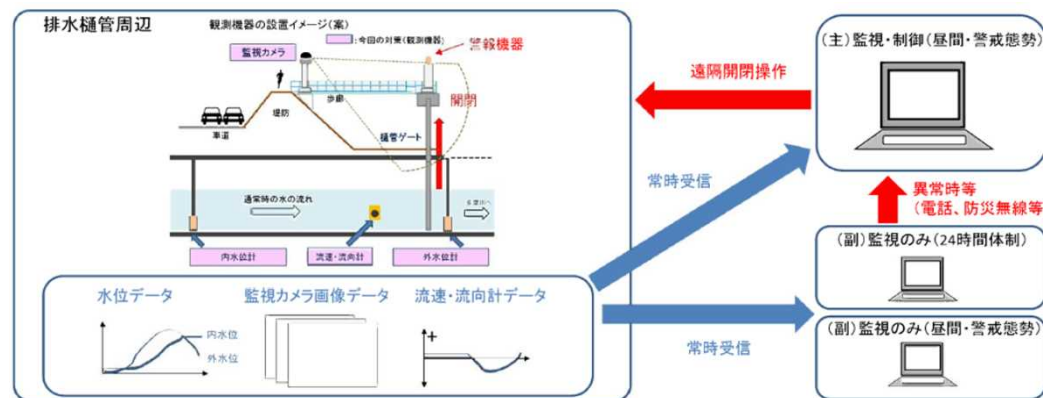 排水樋管周辺
観測機器の設置イメージ(案)
:今回の対策(観測機器)
監視カメラ
警報機器
開閉
歩廊
堤防
車道
樋管ゲート
通常時の水の流れ
内水位計
流速・流向計
外水位計
水位データ
監視カメラ画像データ
流速・流向計データ
内水位
外水位
+
遠隔開閉操作
常時受信
常時受信
(主)監視・制御(昼間・警戒態勢)
異常時等
(電話、防災無線等)
(副)監視のみ(24時間体制)
(副)監視のみ(昼間・警戒態勢)